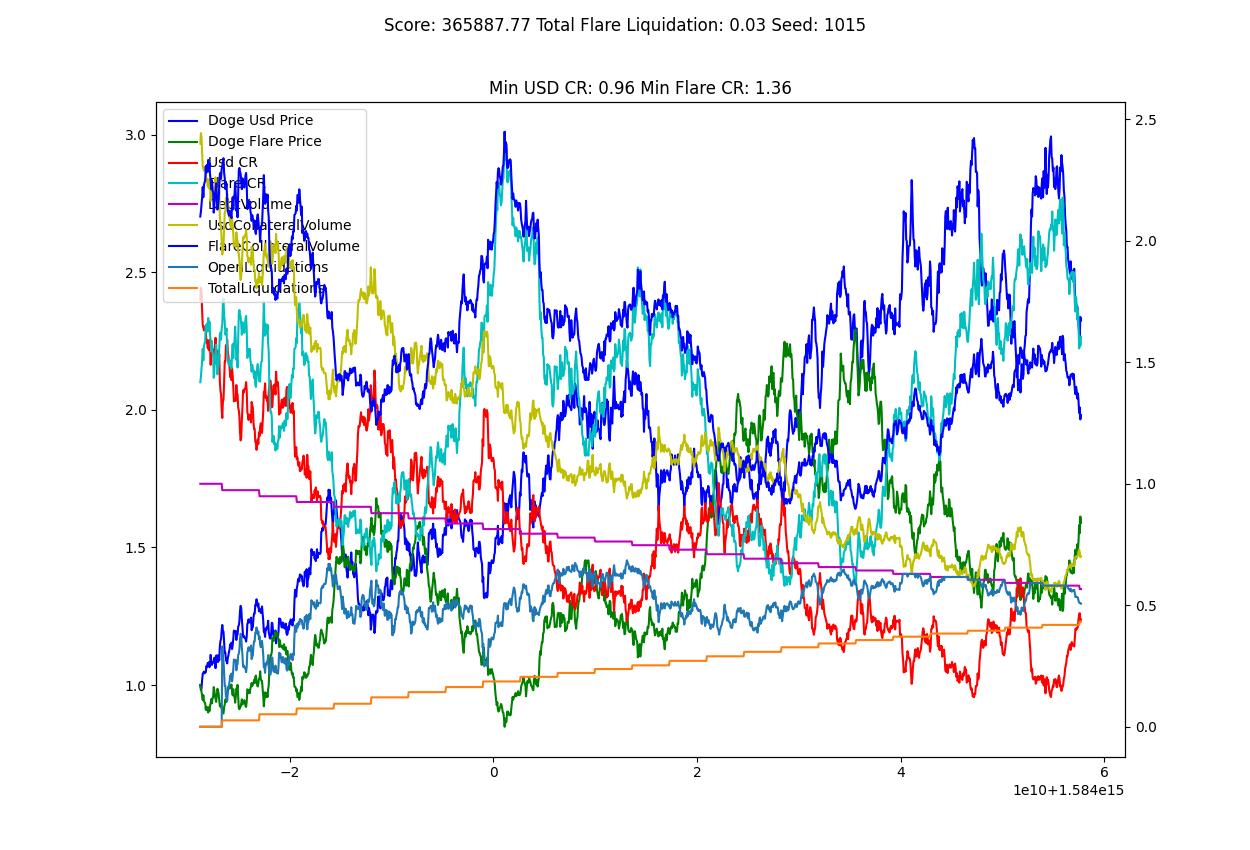 Score: 365887.77 Total Flare Liquidation: 0.03 Seed: 1015
Min USD CR: 0.96 Min Flare CR: 1.36
Doge Usd Price
Doge Flare Price
Usd CR
Flare CR
DebtVolume
UsdCollateralVolume
FlareCollateralVolume
OpenLiquidations
TotalLiquidations
3.0
2.5
2.0
1.5
1.0
2.5
2.0
1.5
1.0
0.5
0.0
−2
0
2
4
6
1e10+1.584e15